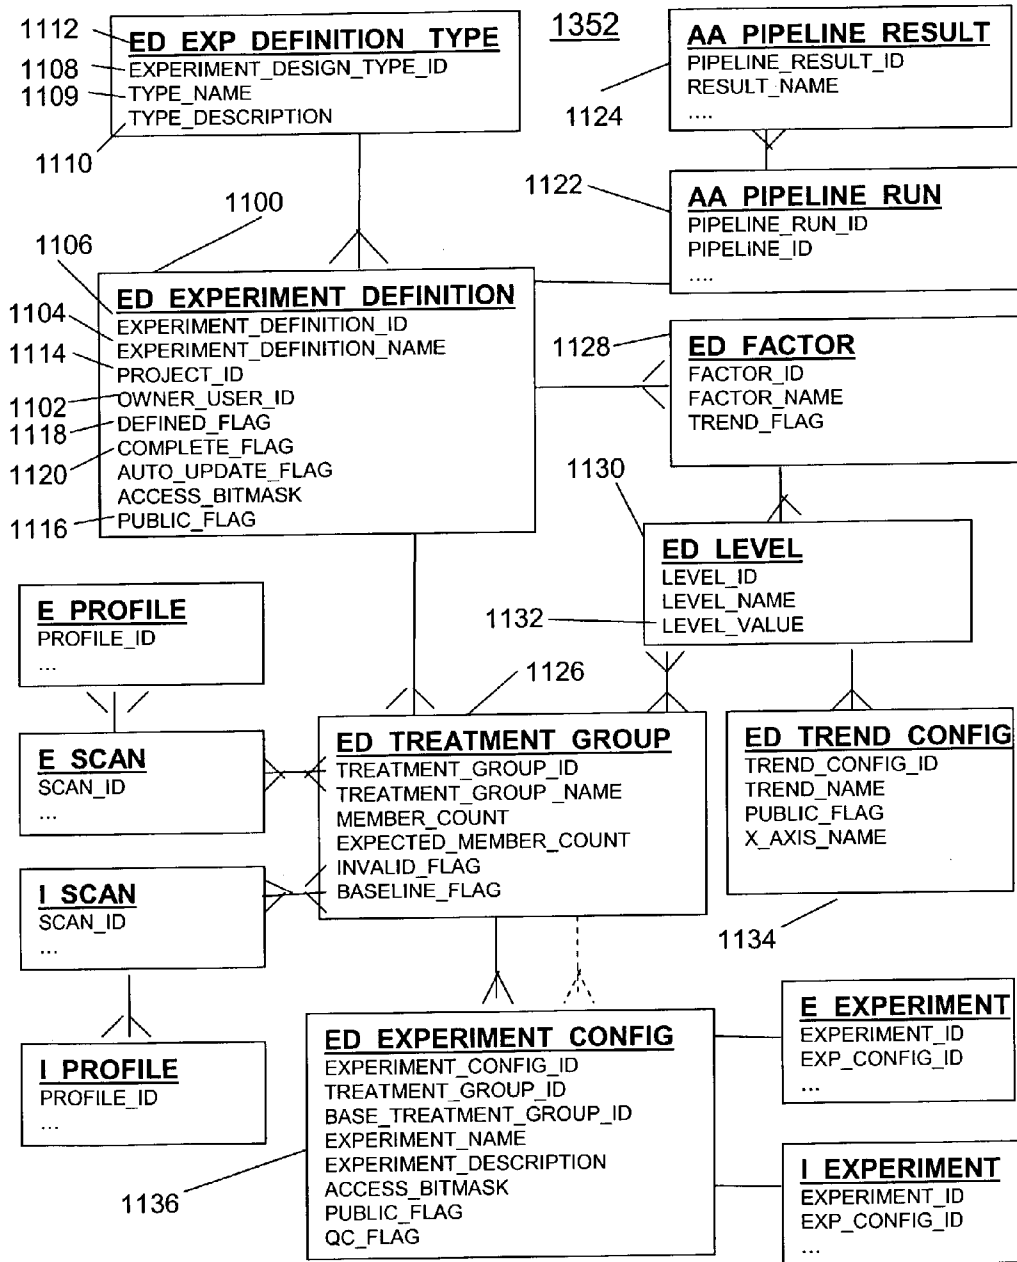 1112
ED EXP DEFINITION TYPE
1108
EXPERIMENT_DESIGN_TYPE_ID
1109
TYPE_NAME
TYPE_DESCRIPTION
1110
1352
AA PIPELINE RESULT
PIPELINE_RESULT_ID
RESULT_NAME
....
1124
1122
AA PIPELINE RUN
PIPELINE_RUN_ID
PIPELINE_ID
....
1100
1106
ED EXPERIMENT DEFINITION
1104
EXPERIMENT_DEFINITION_ID
1114
EXPERIMENT_DEFINITION_NAME
PROJECT_ID
1102
OWNER_USER_ID
1118
DEFINED_FLAG
1120
COMPLETE_FLAG
AUTO_UPDATE_FLAG
ACCESS_BITMASK
1116
PUBLIC_FLAG
1128
ED FACTOR
FACTOR_ID
FACTOR_NAME
TREND_FLAG
1130
ED LEVEL
LEVEL_ID
LEVEL_NAME
1132
LEVEL_VALUE
E PROFILE
PROFILE_ID
...
1126
E SCAN
SCAN_ID
...
ED TREATMENT GROUP
TREATMENT_GROUP_ID
TREATMENT_GROUP_NAME
MEMBER_COUNT
EXPECTED_MEMBER_COUNT
INVALID_FLAG
BASELINE_FLAG
ED TREND CONFIG
TREND_CONFIG_ID
TREND_NAME
PUBLIC_FLAG
X_AXIS_NAME
1134
I SCAN
SCAN_ID
...
I PROFILE
PROFILE_ID
...
ED EXPERIMENT CONFIG
EXPERIMENT_CONFIG_ID
TREATMENT_GROUP_ID
BASE_TREATMENT_GROUP_ID
EXPERIMENT_NAME
EXPERIMENT_DESCRIPTION
ACCESS_BITMASK
PUBLIC_FLAG
QC_FLAG
1136
E EXPERIMENT
EXPERIMENT_ID
EXP_CONFIG_ID
...
I EXPERIMENT
EXPERIMENT_ID
EXP_CONFIG_ID
...